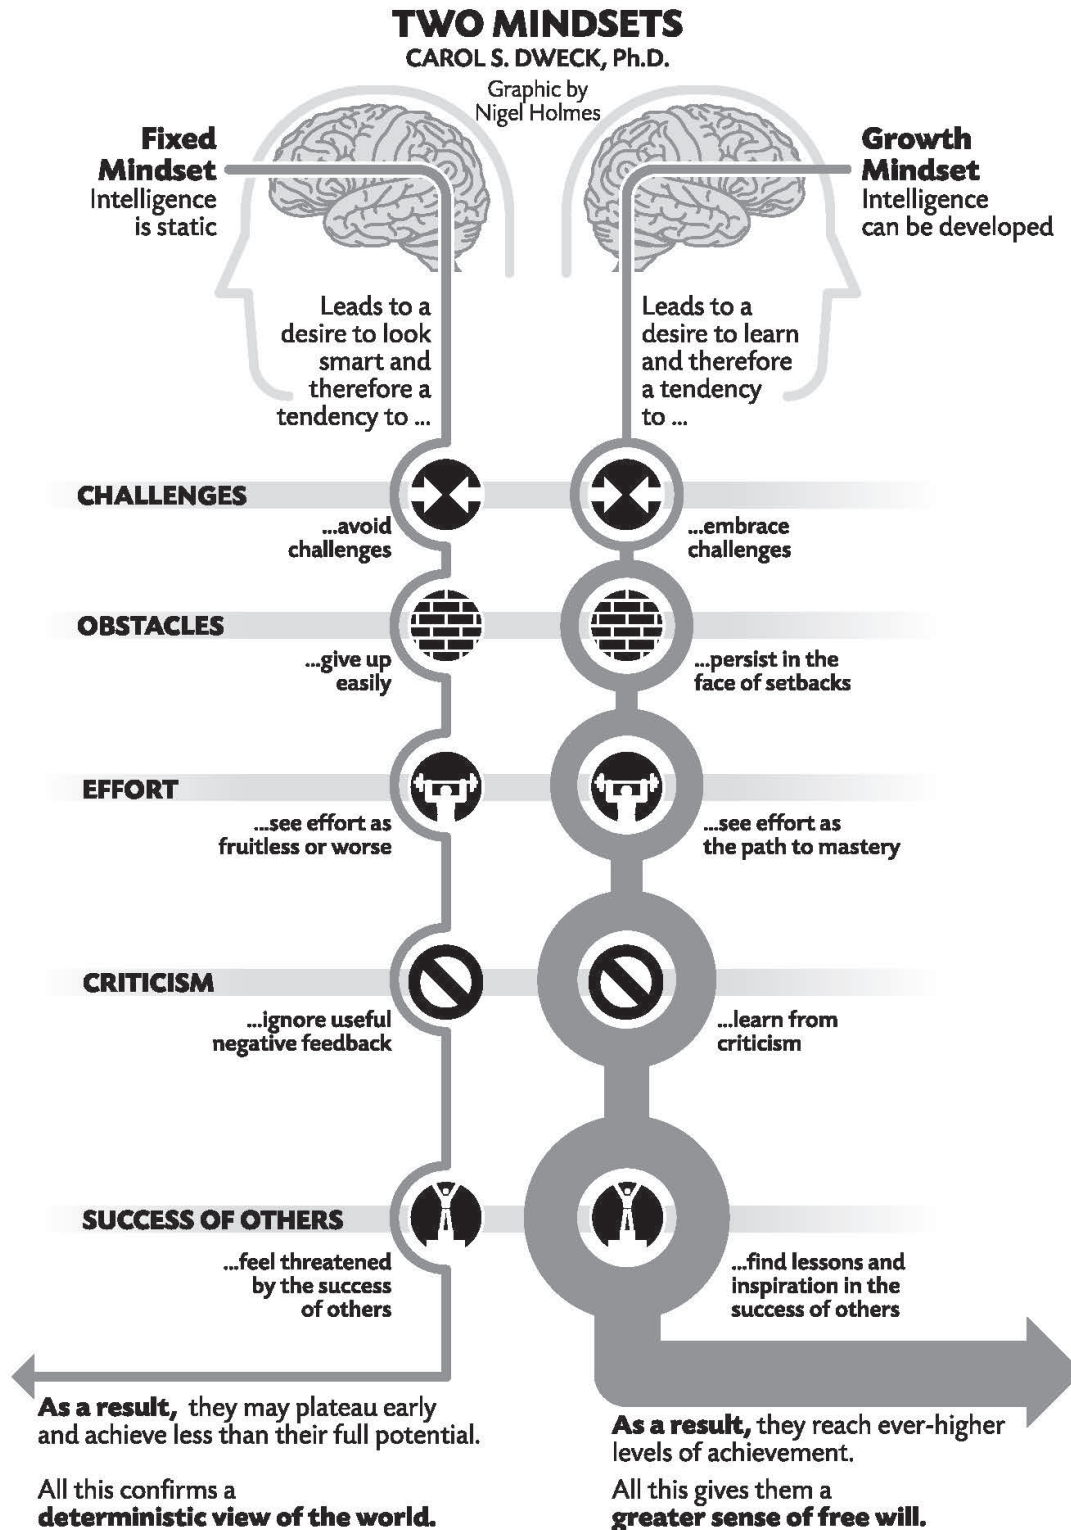 TWO MINDSETS
CAROL S. DWECK, Ph.D.
Graphic by
Nigel Holmes
Fixed
Mindset
Intelligence
is static
Growth
Mindset
Intelligence
can be developed
Leads to a
desire to look
smart and
therefore a
tendency to ...
Leads to a
desire to learn
and therefore
a tendency
to ...
CHALLENGES
...avoid
challenges
...embrace
challenges
OBSTACLES
...give up
easily
...persist in the
face of setbacks
EFFORT
...see effort as
fruitless or worse
...see effort as
the path to mastery
CRITICISM
...ignore useful
negative feedback
...learn from
criticism
SUCCESS OF OTHERS
...feel threatened
by the success
of others
...find lessons and
inspiration in the
success of others
As a result, they may plateau early
and achieve less than their full potential.
All this confirms a
deterministic view of the world.
As a result, they reach ever-higher
levels of achievement.
All this gives them a
greater sense of free will.